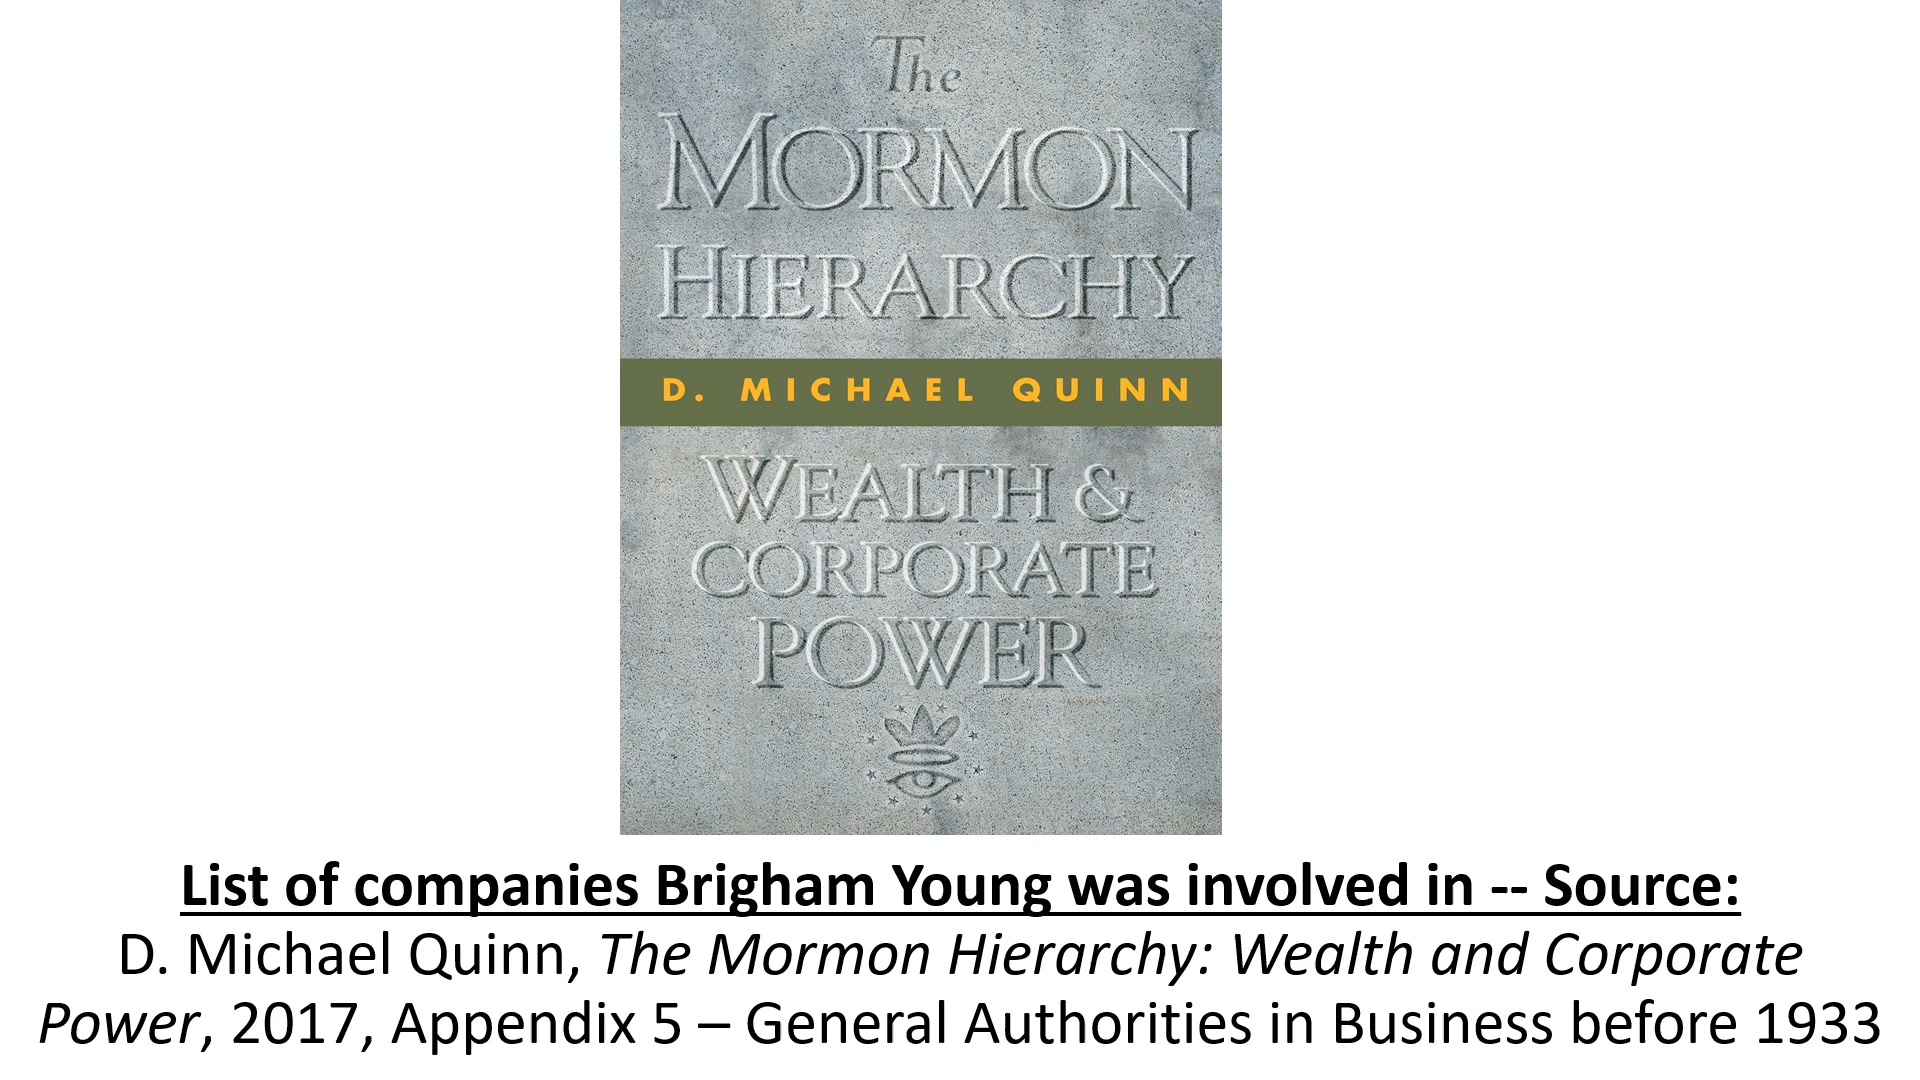 The
MORMON
HIERARCHY
D. MICHAEL QUINN
WEALTH &
CORPORATE
POWER
List of companies Brigham Young was involved in -- Source:
D. Michael Quinn, The Mormon Hierarchy: Wealth and Corporate
Power, 2017, Appendix 5 – General Authorities in Business before 1933